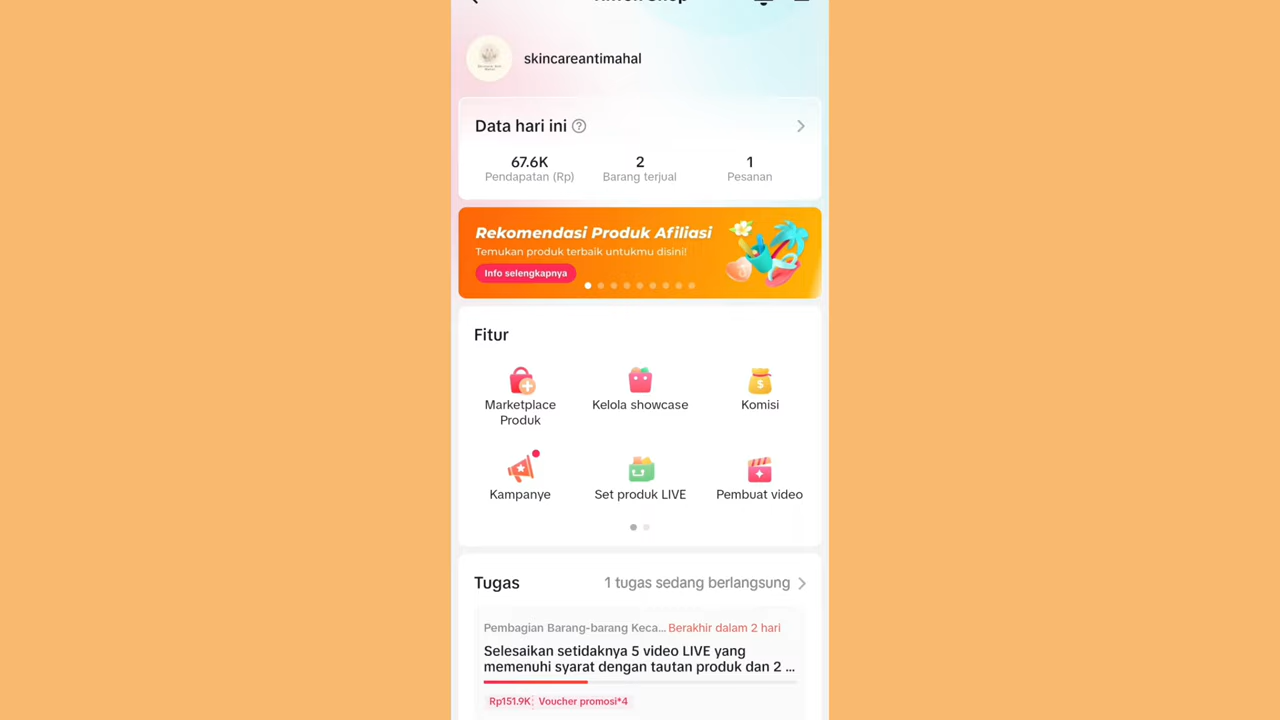 skincareantimahal
Data hari ini
67.6K
Pendapatan (Rp)
2
Barang terjual
1
Pesanan
Rekomendasi Produk Afiliasi
Temukan produk terbaik untukmu disini!
Info selengkapnya
Fitur
Marketplace
Produk
Kelola showcase
Komisi
Kampanye
Set produk LIVE
Pembuat video
Tugas
1 tugas sedang berlangsung
Pembagian Barang-barang Keca... Berakhir dalam 2 hari
Selesaikan setidaknya 5 video LIVE yang
memenuhi syarat dengan tautan produk dan 2 ...
Rp151.9K
Voucher promosi*4